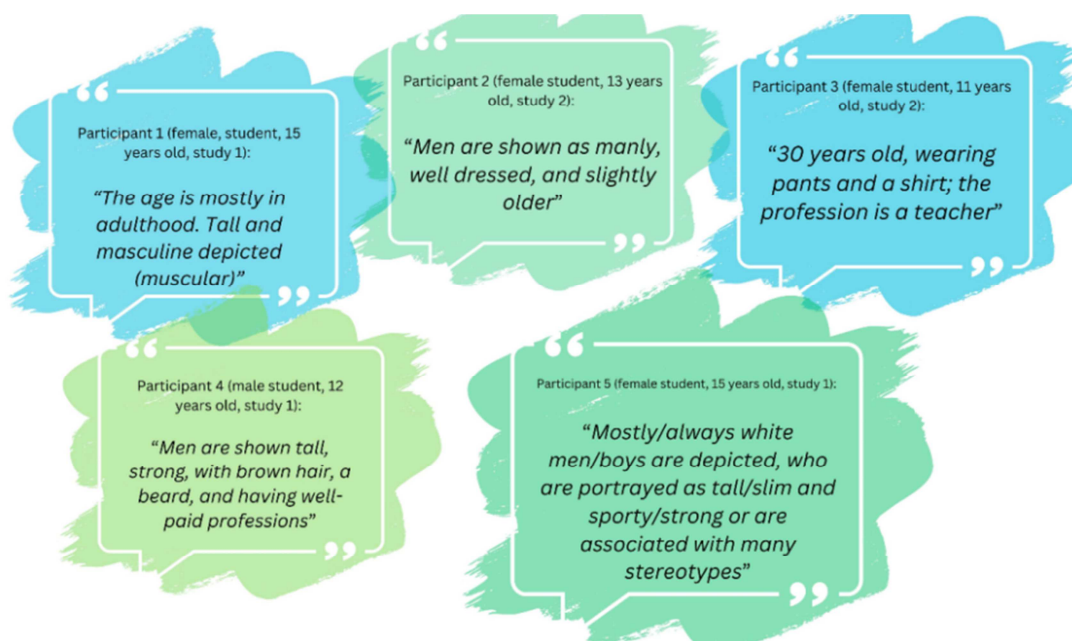 Participant 1 (female, student, 15
years old, study 1):
“The age is mostly in
adulthood. Tall and
masculine depicted
(muscular)”
Participant 2 (female student, 13 years
old, study 2):
“Men are shown as manly,
well dressed, and slightly
older”
Participant 3 (female student, 11 years
old, study 2):
“30 years old, wearing
pants and a shirt; the
profession is a teacher”
Participant 4 (male student, 12
years old, study 1):
“Men are shown tall,
strong, with brown hair, a
beard, and having well-
paid professions”
Participant 5 (female student, 15 years old, study 1):
“Mostly/always white
men/boys are depicted, who
are portrayed as tall/slim and
sporty/strong or are
associated with many
stereotypes”